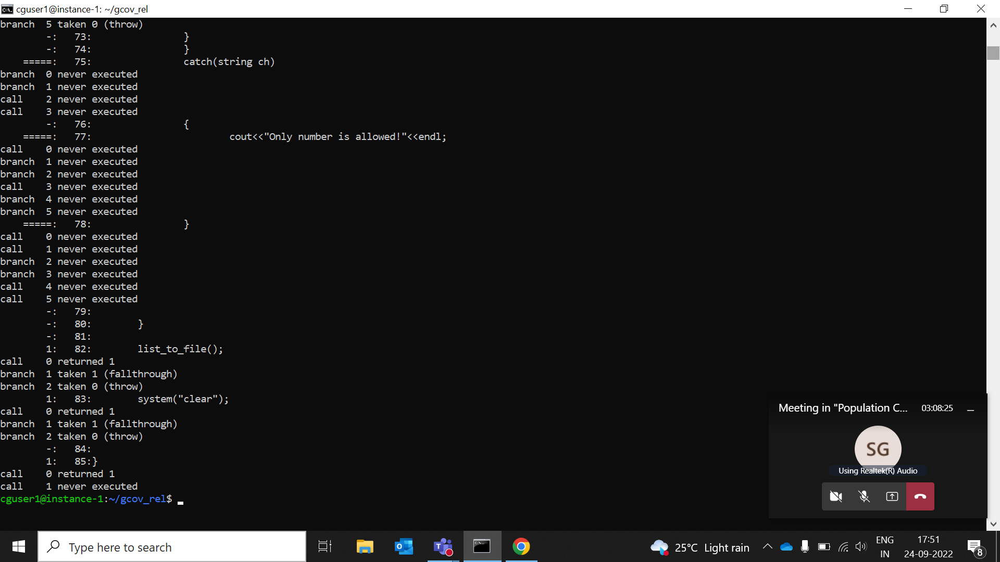 cguser1@instance-1: ~/gcov_rel
branch  5 taken 0 (throw)
        -:   73:                }
        -:   74:                }
    =====:   75:                catch(string ch)
branch  0 never executed
branch  1 never executed
call    2 never executed
call    3 never executed
        -:   76:                {
    =====:   77:                        cout<<"Only number is allowed!"<<endl;
call    0 never executed
branch  1 never executed
branch  2 never executed
call    3 never executed
branch  4 never executed
branch  5 never executed
    =====:   78:                }
call    0 never executed
call    1 never executed
branch  2 never executed
branch  3 never executed
call    4 never executed
call    5 never executed
        -:   79:
        -:   80:        }
        -:   81:
        1:   82:        list_to_file();
call    0 returned 1
branch  1 taken 1 (fallthrough)
branch  2 taken 0 (throw)
        1:   83:        system("clear");
call    0 returned 1
branch  1 taken 1 (fallthrough)
branch  2 taken 0 (throw)
        -:   84:
        1:   85:}
call    0 returned 1
call    1 never executed
cguser1@instance-1:~/gcov_rel$
Meeting in "Population C... 03:08:25
SG
Using Realtek(R) Audio
Type here to search
25°C Light rain
ENG
IN
17:51
24-09-2022
8